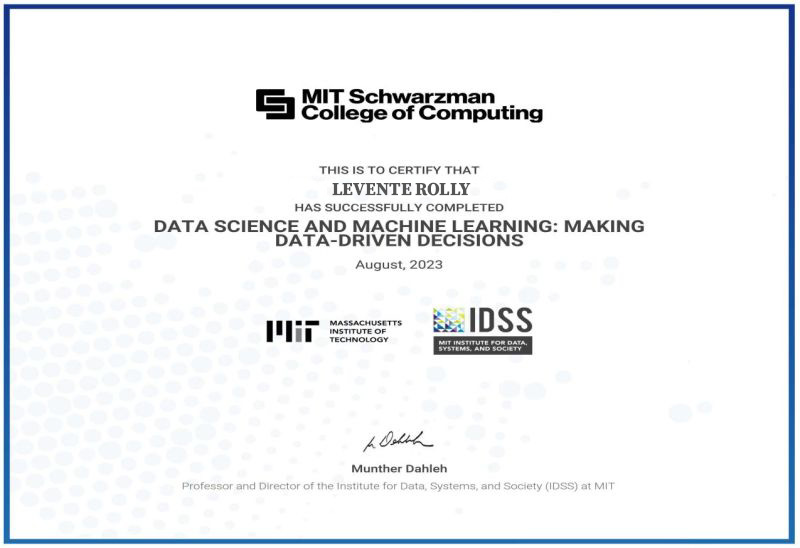 MIT Schwarzman
College of Computing
THIS IS TO CERTIFY THAT
LEVENTE ROLLY
HAS SUCCESSFULLY COMPLETED
DATA SCIENCE AND MACHINE LEARNING: MAKING
DATA-DRIVEN DECISIONS
August, 2023
MIT
MASSACHUSETTS
INSTITUTE OF
TECHNOLOGY
IDSS
MIT INSTITUTE FOR DATA,
SYSTEMS, AND SOCIETY
Munther Dahleh
Professor and Director of the Institute for Data, Systems, and Society (IDSS) at MIT